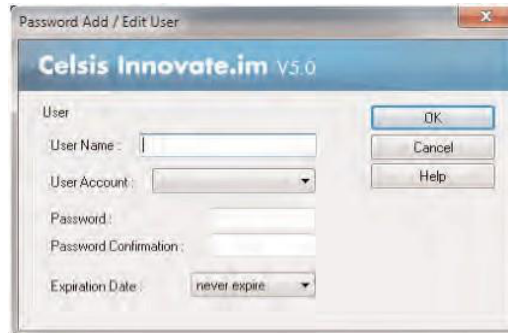 Password Add / Edit User
Celsis Innovate.im V5.0
User
User Name :
User Account :
Password :
Password Confirmation :
Expiration Date :
never expire
OK
Cancel
Help